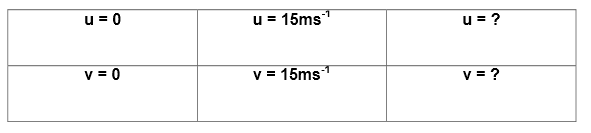 u = 0 u = 15ms⁻¹ u = ?
v = 0 v = 15ms⁻¹ v = ?